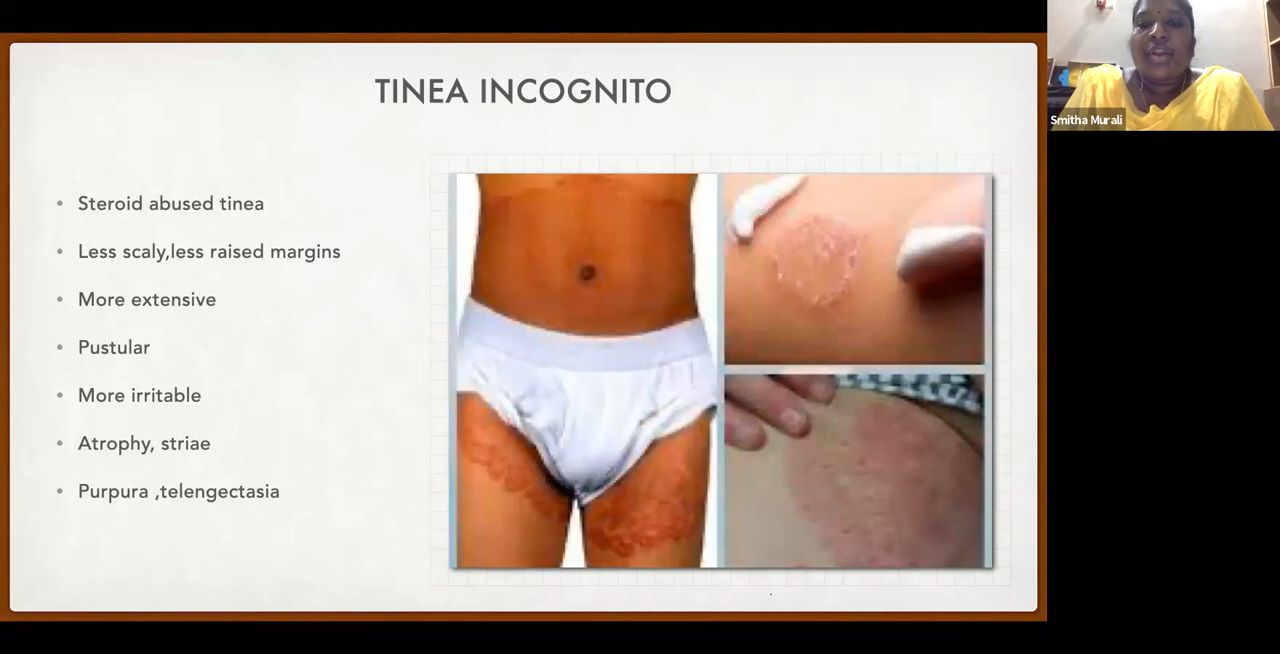 TINEA INCOGNITO
• Steroid abused tinea
• Less scaly,less raised margins
• More extensive
• Pustular
• More irritable
• Atrophy, striae
• Purpura ,telengectasia
Smitha Murali